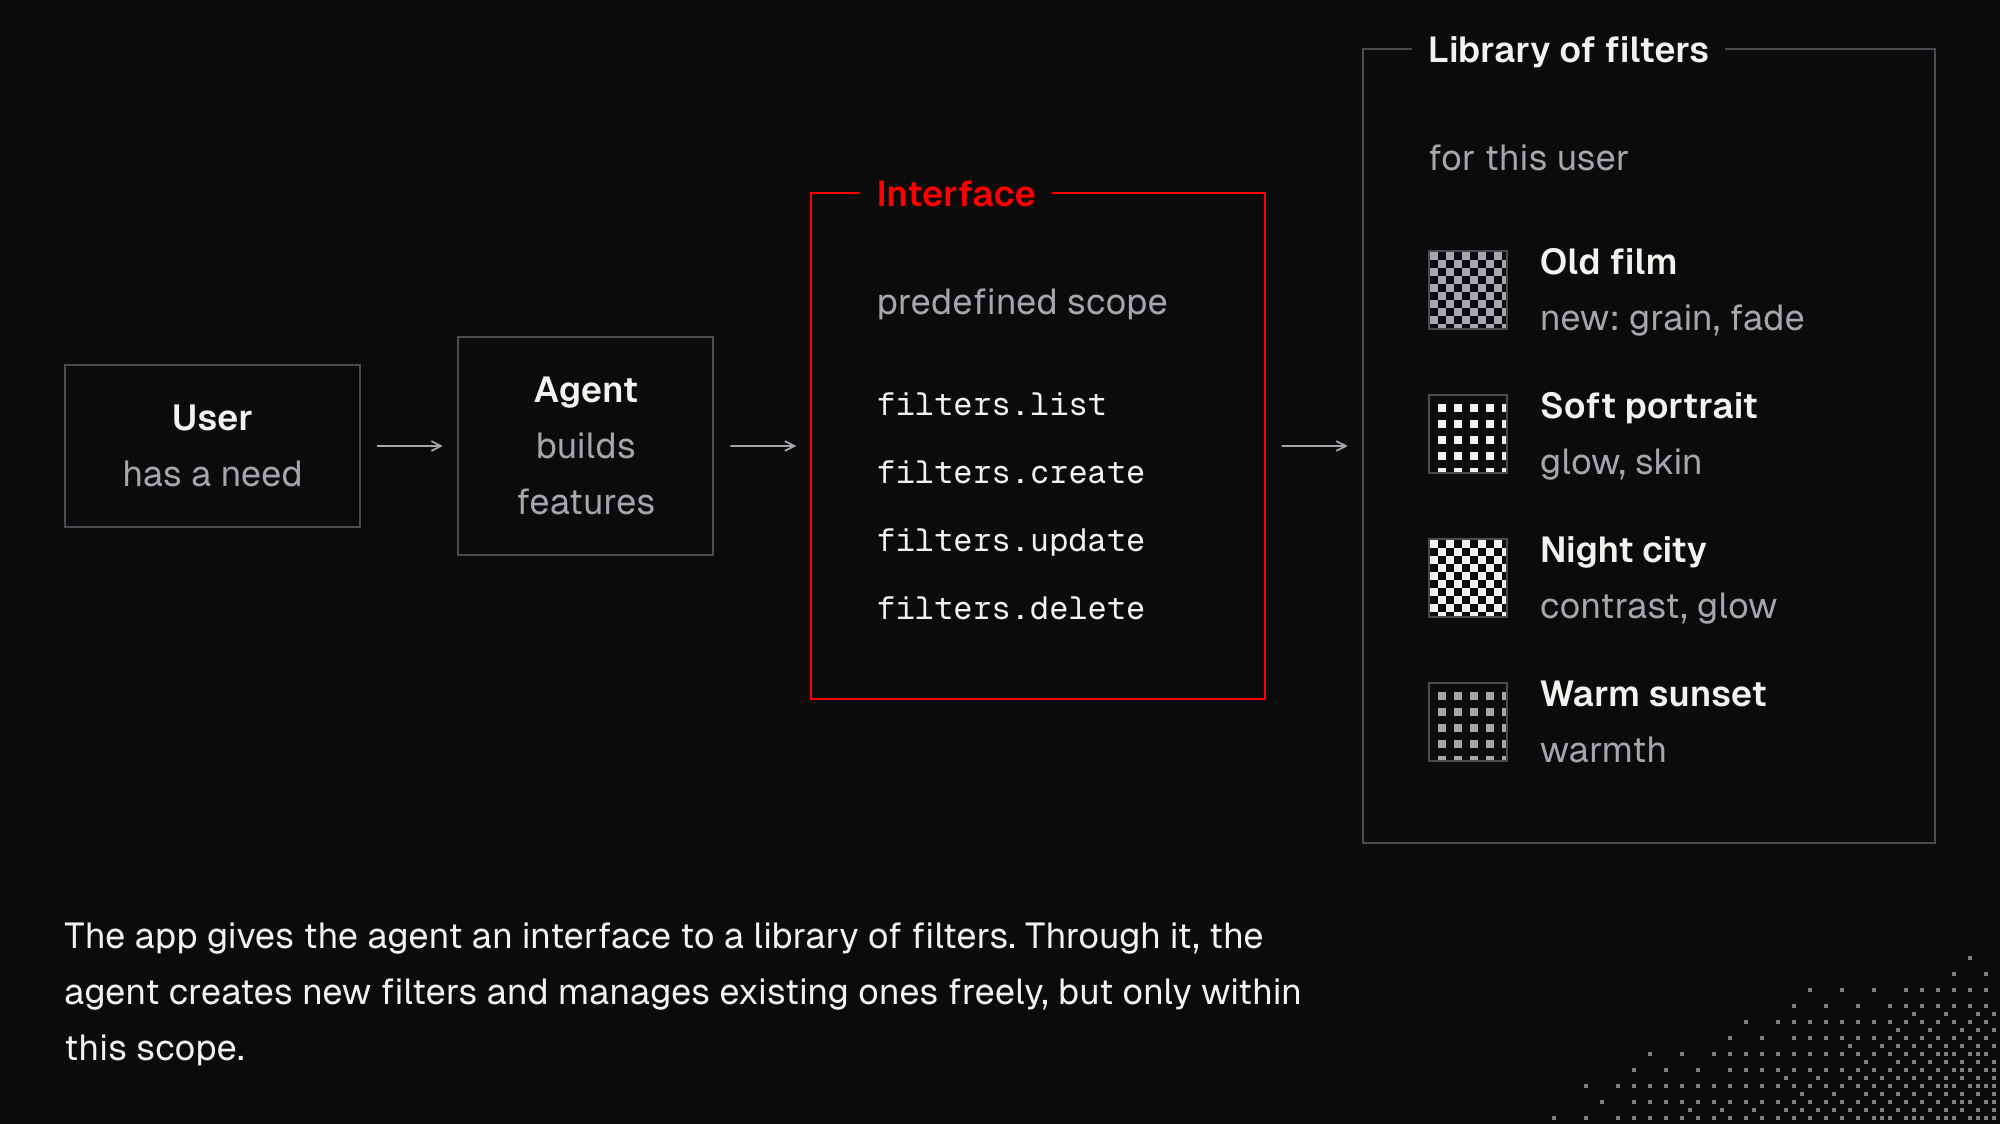 User
has a need
Agent
builds
features
Interface
predefined scope
filters.list
filters.create
filters.update
filters.delete
Library of filters
for this user
Old film
new: grain, fade
Soft portrait
glow, skin
Night city
contrast, glow
Warm sunset
warmth
The app gives the agent an interface to a library of filters. Through it, the
agent creates new filters and manages existing ones freely, but only within
this scope.